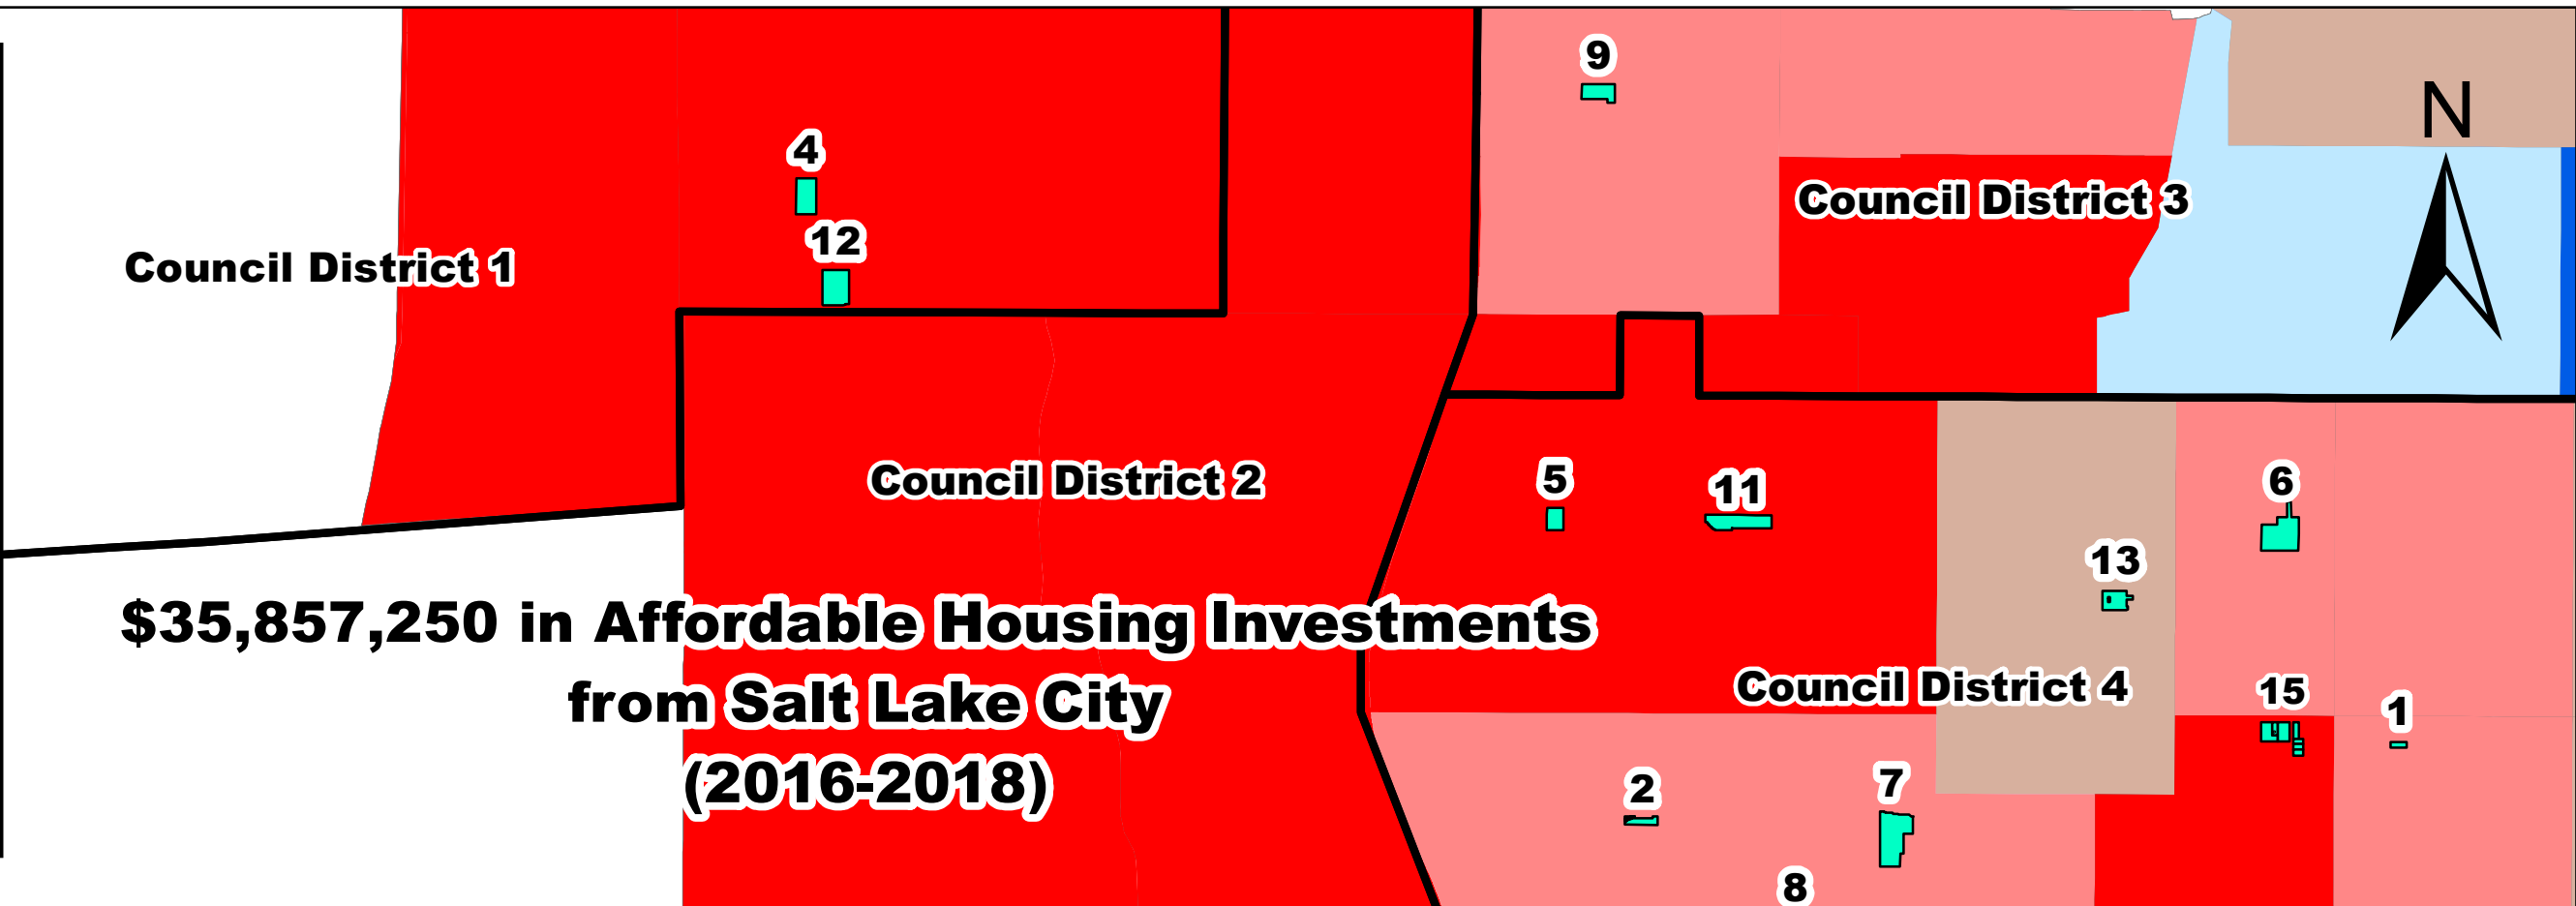 9
N
4
Council District 3
12
Council District 1
5
11
6
Council District 2
13
$35,857,250 in Affordable Housing Investments
from Salt Lake City
(2016-2018)
Council District 4
15
1
2
7
8